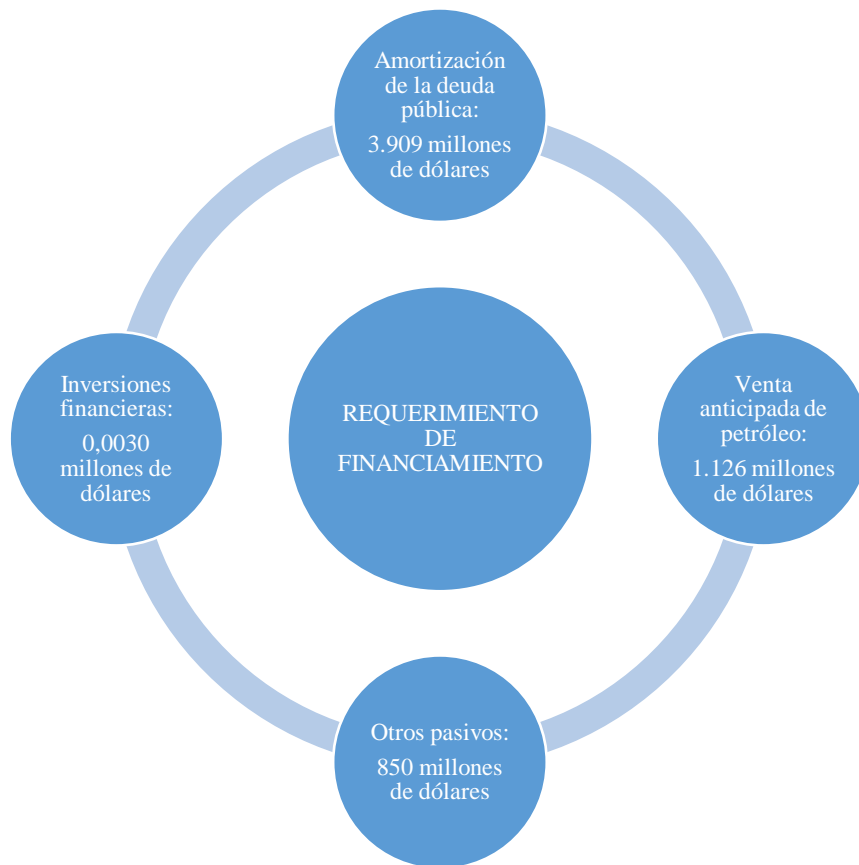 Amortización
de la deuda
pública:
3.909 millones
de dólares
Inversiones
financieras:
0,0030
millones de
dólares
REQUERIMIENTO
DE
FINANCIAMIENTO
Venta
anticipada de
petróleo:
1.126 millones
de dólares
Otros pasivos:
850 millones
de dólares